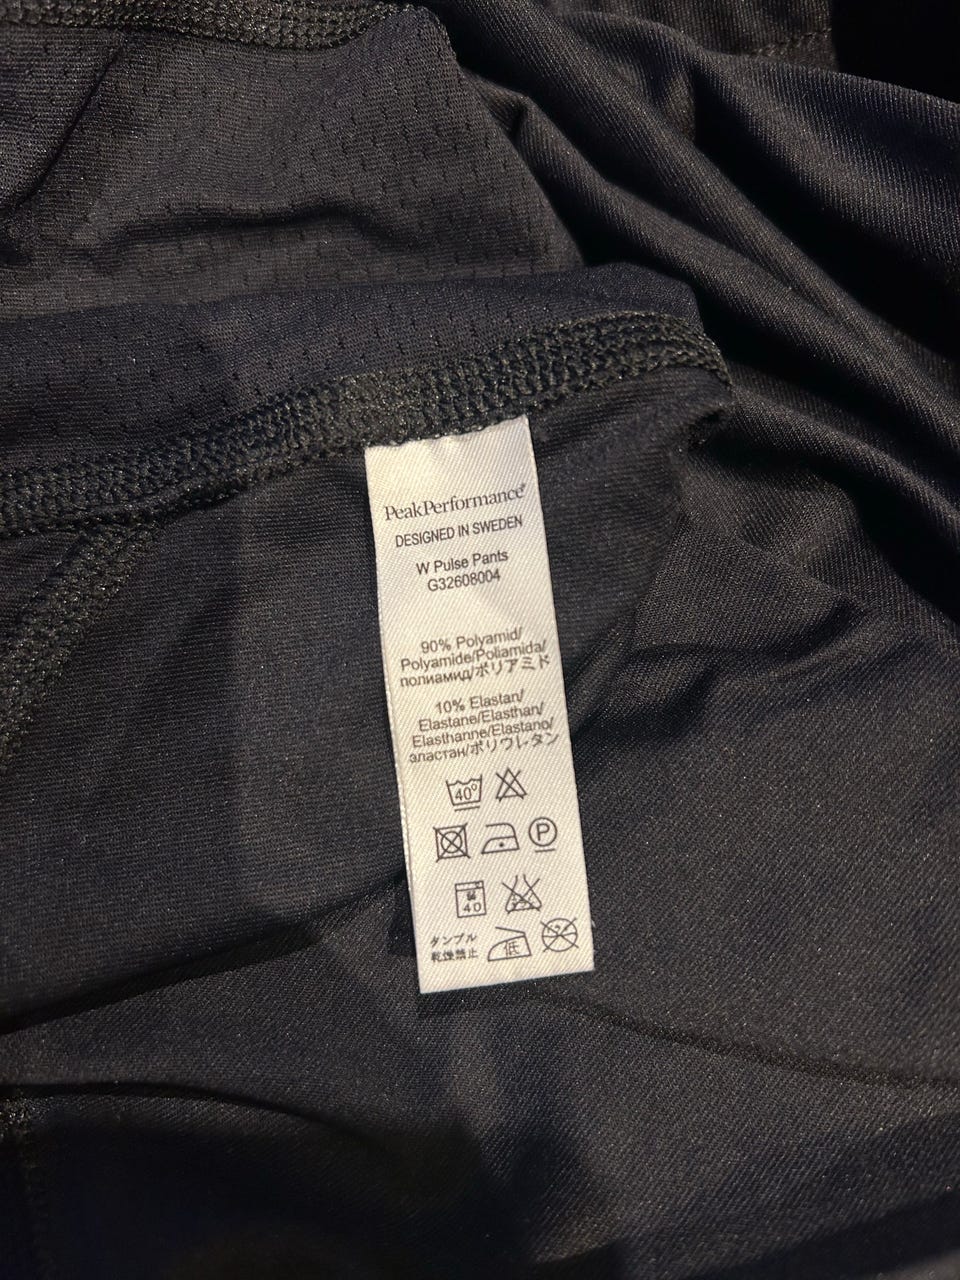 PeakPerformance®
DESIGNED IN SWEDEN
W Pulse Pants
G32608004
90% Polyamid/
Polyamide/Poliamida/
полиамид/ポリアミド
10% Elastan/
Elastane/Elasthan/
Elasthanne/Elastano/
эластан/ポリウレタン
40°
P
40
タンブル
乾燥禁止
低